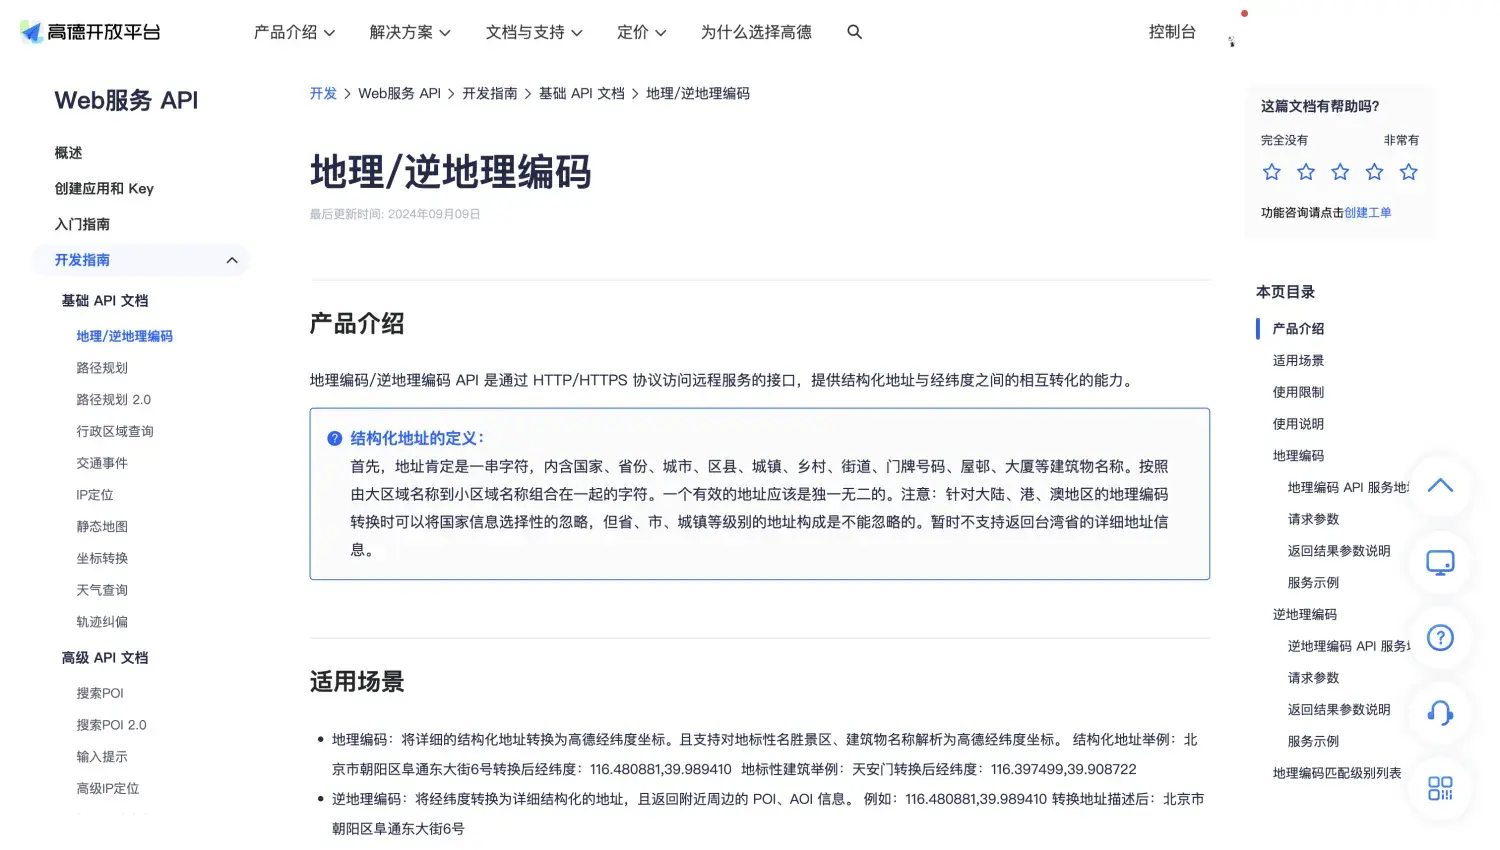 高德开放平台
产品介绍
解决方案
文档与支持
定价
为什么选择高德
控制台
Web服务 API
概述
创建应用和 Key
入门指南
开发指南
基础 API 文档
地理/逆地理编码
路径规划
路径规划 2.0
行政区域查询
交通事件
IP定位
静态地图
坐标转换
天气查询
轨迹纠偏
高级 API 文档
搜索POI
搜索POI 2.0
输入提示
高级IP定位
开发 > Web服务 API > 开发指南 > 基础 API 文档 > 地理/逆地理编码
地理/逆地理编码
最后更新时间: 2024年09月09日
产品介绍
地理编码/逆地理编码 API 是通过 HTTP/HTTPS 协议访问远程服务的接口，提供结构化地址与经纬度之间的相互转化的能力。
结构化地址的定义：
首先，地址肯定是一串字符，内含国家、省份、城市、区县、城镇、乡村、街道、门牌号码、屋邨、大厦等建筑物名称。按照
由大区域名称到小区域名称组合在一起的字符。一个有效的地址应该是独一无二的。注意：针对大陆、港、澳地区的地理编码
转换时可以将国家信息选择性的忽略，但省、市、城镇等级别的地址构成是不能忽略的。暂时不支持返回台湾省的详细地址信
息。
适用场景
地理编码：将详细的结构化地址转换为高德经纬度坐标。且支持对地标性名胜景区、建筑物名称解析为高德经纬度坐标。 结构化地址举例：北
京市朝阳区阜通东大街6号转换后经纬度：116.480881,39.989410 地标性建筑举例：天安门转换后经纬度：116.397499,39.908722
逆地理编码：将经纬度转换为详细结构化的地址，且返回附近周边的 POI、AOI 信息。 例如：116.480881,39.989410 转换地址描述后：北京市
朝阳区阜通东大街6号
这篇文档有帮助吗?
完全没有
非常有
功能咨询请点击创建工单
本页目录
产品介绍
适用场景
使用限制
使用说明
地理编码
地理编码 API 服务地
请求参数
返回结果参数说明
服务示例
逆地理编码
逆地理编码 API 服务
请求参数
返回结果参数说明
服务示例
地理编码匹配级别列表